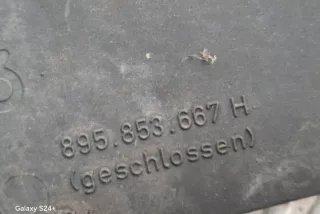 895.853.667 H
(geschlossen)
Galaxy S24+